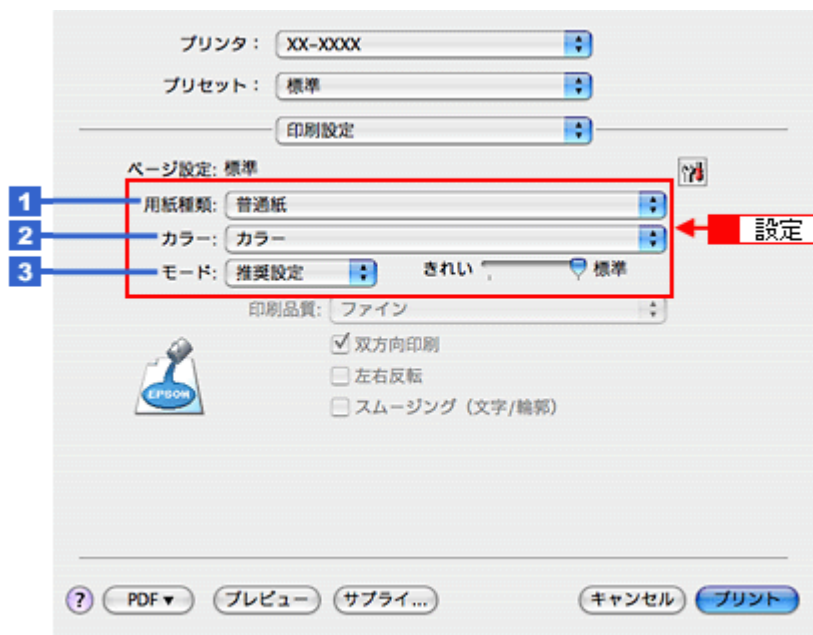 プリンタ： XX-XXXX
プリセット： 標準
印刷設定
ページ設定: 標準
1 用紙種類: 普通紙
設定
2 カラー: カラー
3 モード: 推奨設定 きれい 標準
印刷品質: ファイン
双方向印刷
左右反転
EPSON
スムージング（文字/輪郭）
? PDF▼ プレビュー サプライ... キャンセル プリント